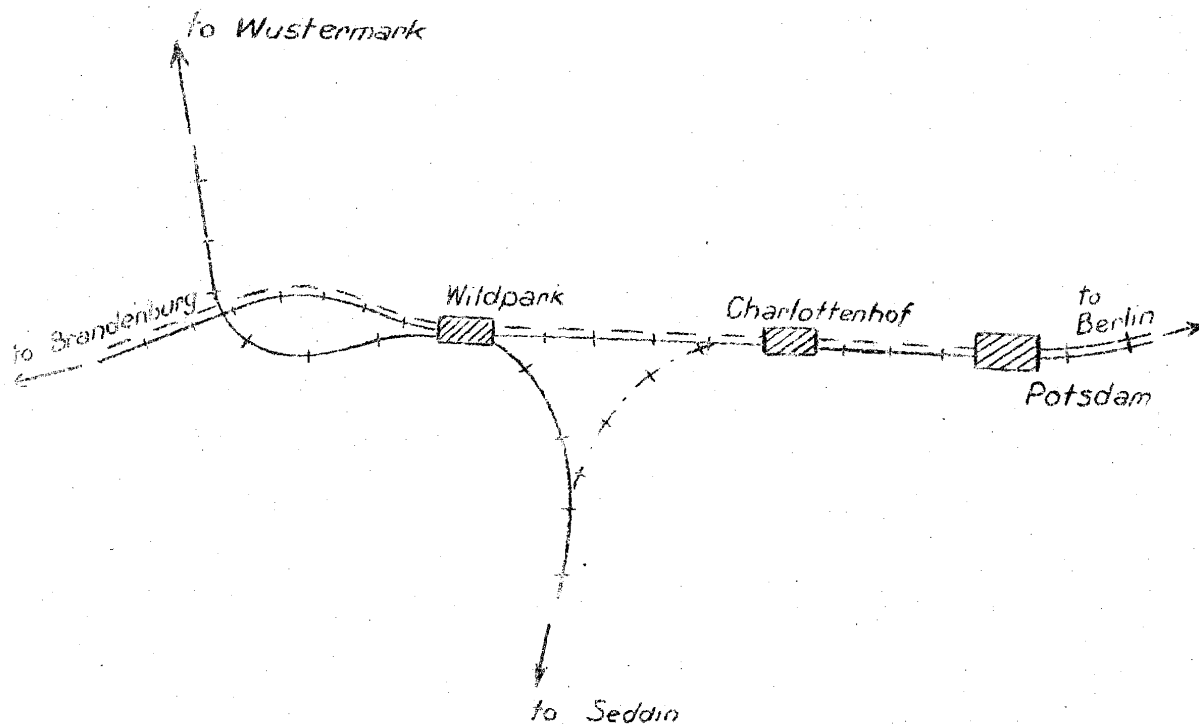 to Wustermark
to Brandenburg
Wildpark
Charlottenhof
to
Berlin
Potsdam
to Seddin